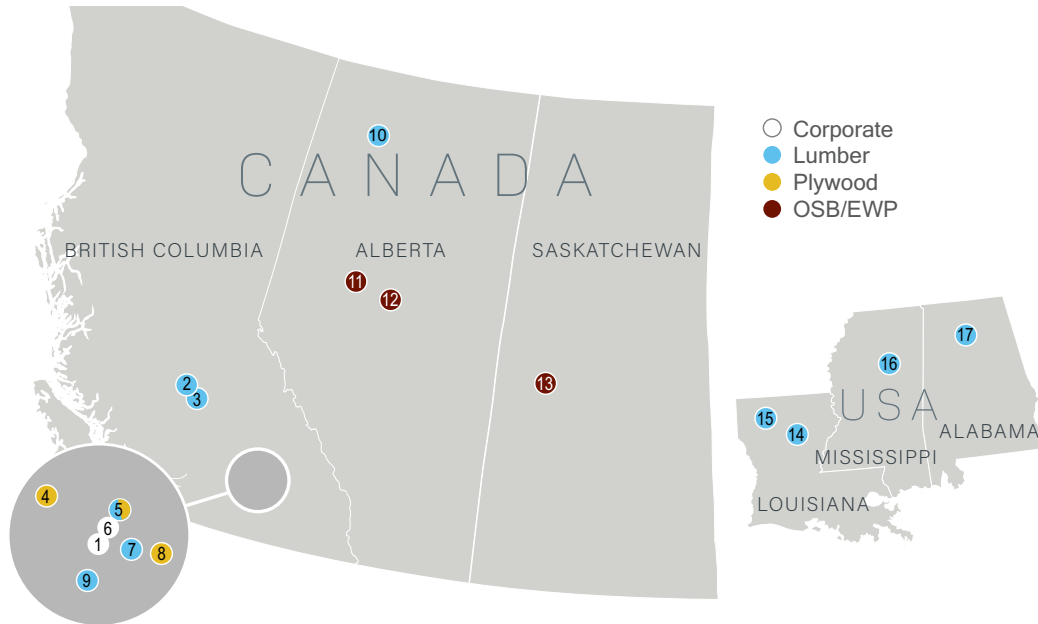 10
Corporate
Lumber
Plywood
OSB/EWP
CANADA
BRITISH COLUMBIA
ALBERTA
SASKATCHEWAN
11
12
2
3
13
4
5
6
1
7
8
9
17
16
15
14
USA
ALABAMA
MISSISSIPPI
LOUISIANA